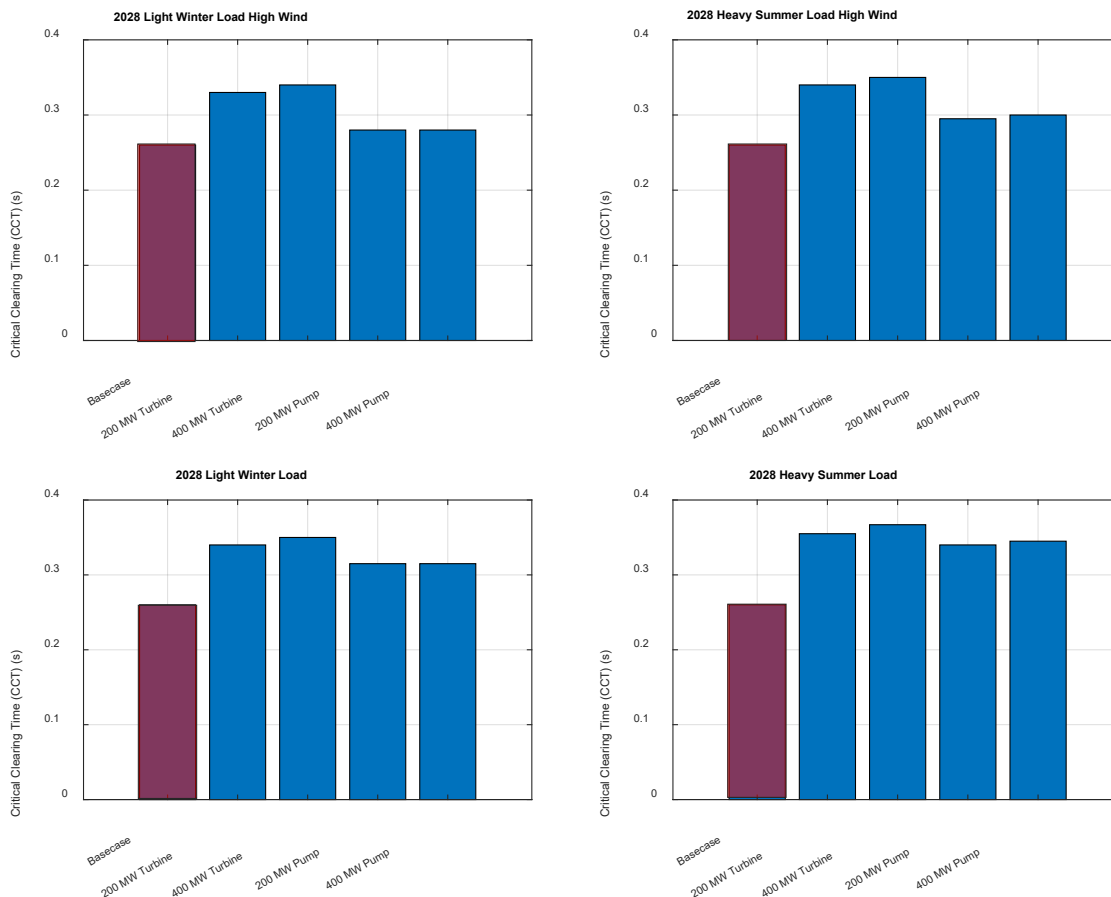 2028 Light Winter Load High Wind
Critical Clearing Time (CCT) (s)
0.4
0.3
0.2
0.1
0
Basecase
200 MW Turbine
400 MW Turbine
200 MW Pump
400 MW Pump
2028 Heavy Summer Load High Wind
Critical Clearing Time (CCT) (s)
0.4
0.3
0.2
0.1
0
Basecase
200 MW Turbine
400 MW Turbine
200 MW Pump
400 MW Pump
2028 Light Winter Load
Critical Clearing Time (CCT) (s)
0.4
0.3
0.2
0.1
0
Basecase
200 MW Turbine
400 MW Turbine
200 MW Pump
400 MW Pump
2028 Heavy Summer Load
Critical Clearing Time (CCT) (s)
0.4
0.3
0.2
0.1
0
Basecase
200 MW Turbine
400 MW Turbine
200 MW Pump
400 MW Pump